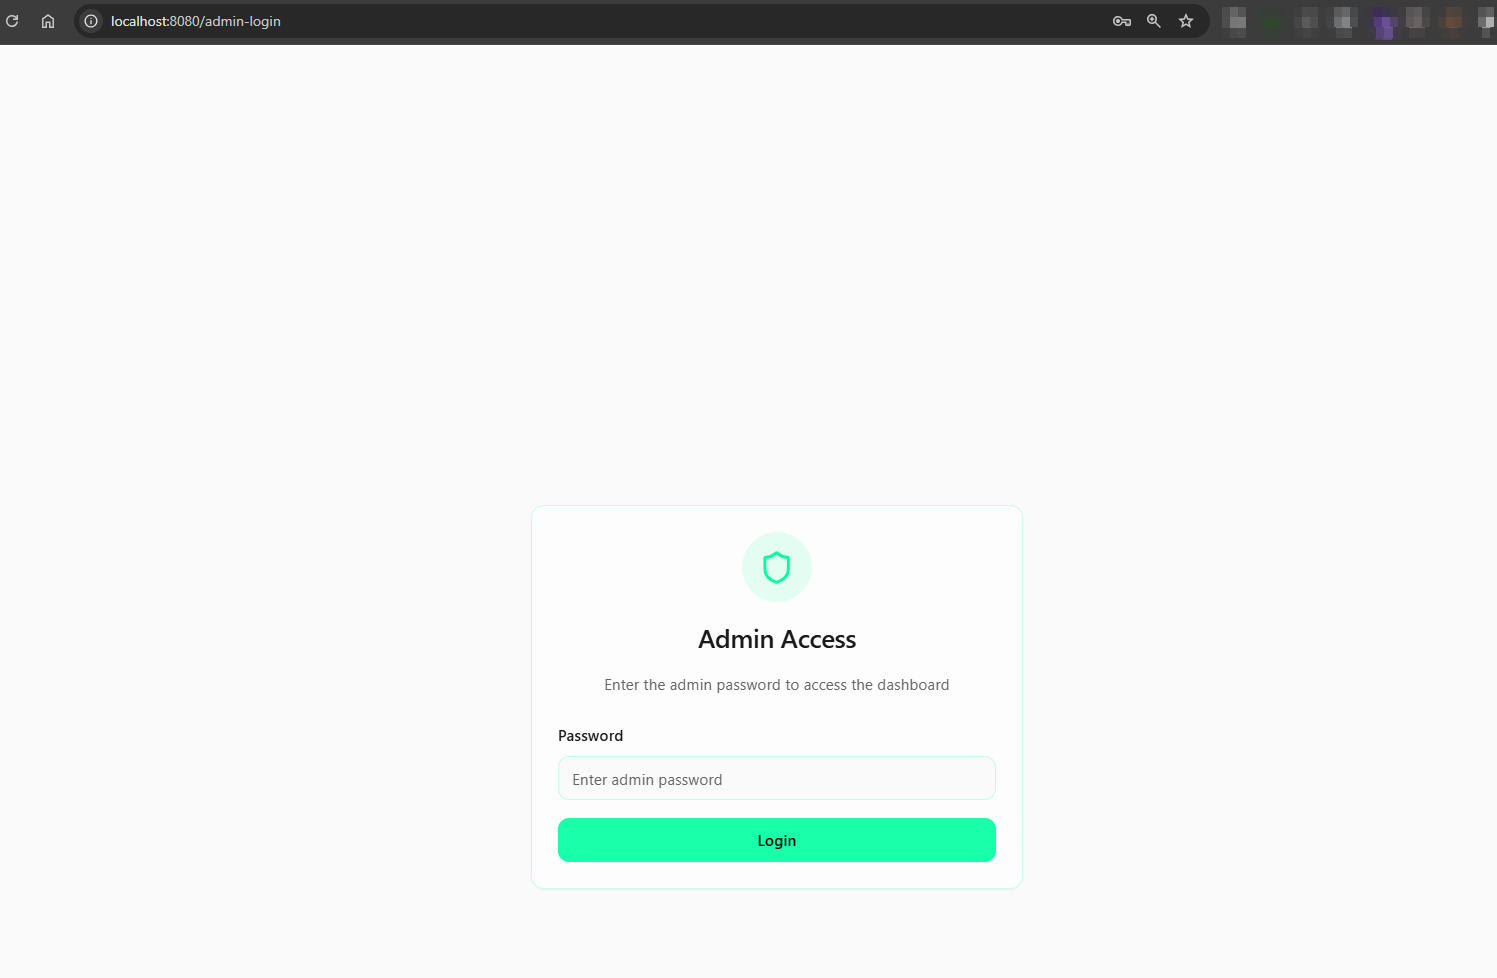 localhost:8080/admin-login
Admin Access
Enter the admin password to access the dashboard
Password
Enter admin password
Login